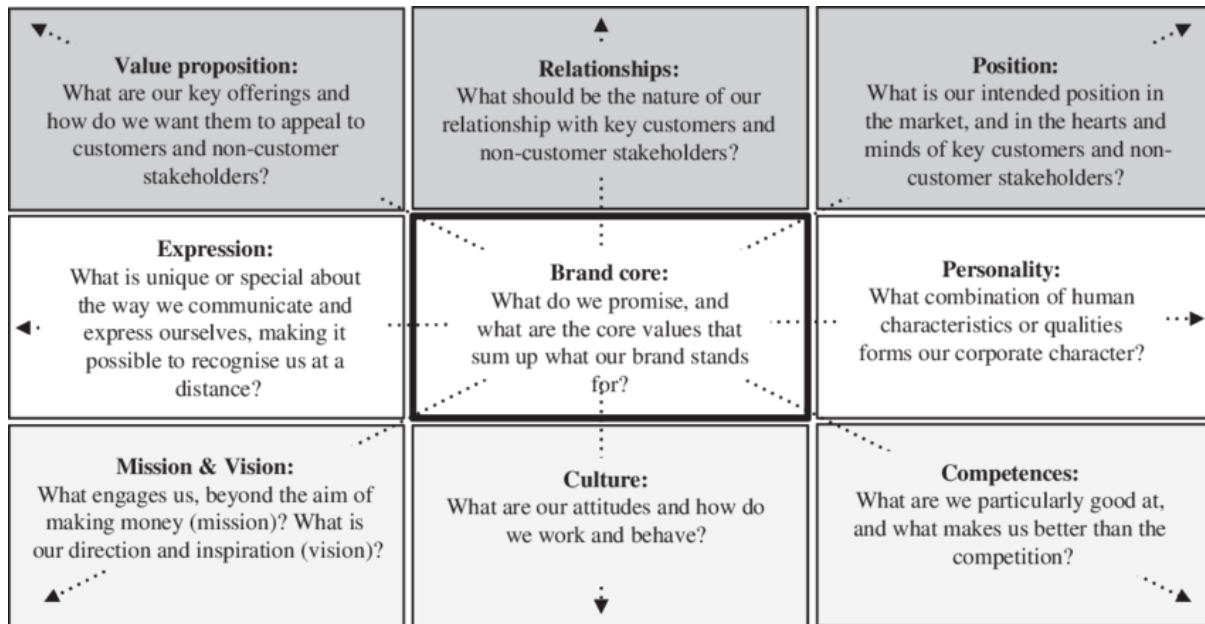 Value proposition:
What are our key offerings and
how do we want them to appeal to
customers and non-customer
stakeholders?
Relationships:
What should be the nature of our
relationship with key customers and
non-customer stakeholders?
Position:
What is our intended position in
the market, and in the hearts and
minds of key customers and non-
customer stakeholders?
Expression:
What is unique or special about
the way we communicate and
express ourselves, making it
possible to recognise us at a
distance?
Brand core:
What do we promise, and
what are the core values that
sum up what our brand stands
for?
Personality:
What combination of human
characteristics or qualities
forms our corporate character?
Mission & Vision:
What engages us, beyond the aim of
making money (mission)? What is
our direction and inspiration (vision)?
Culture:
What are our attitudes and how do
we work and behave?
Competences:
What are we particularly good at,
and what makes us better than the
competition?